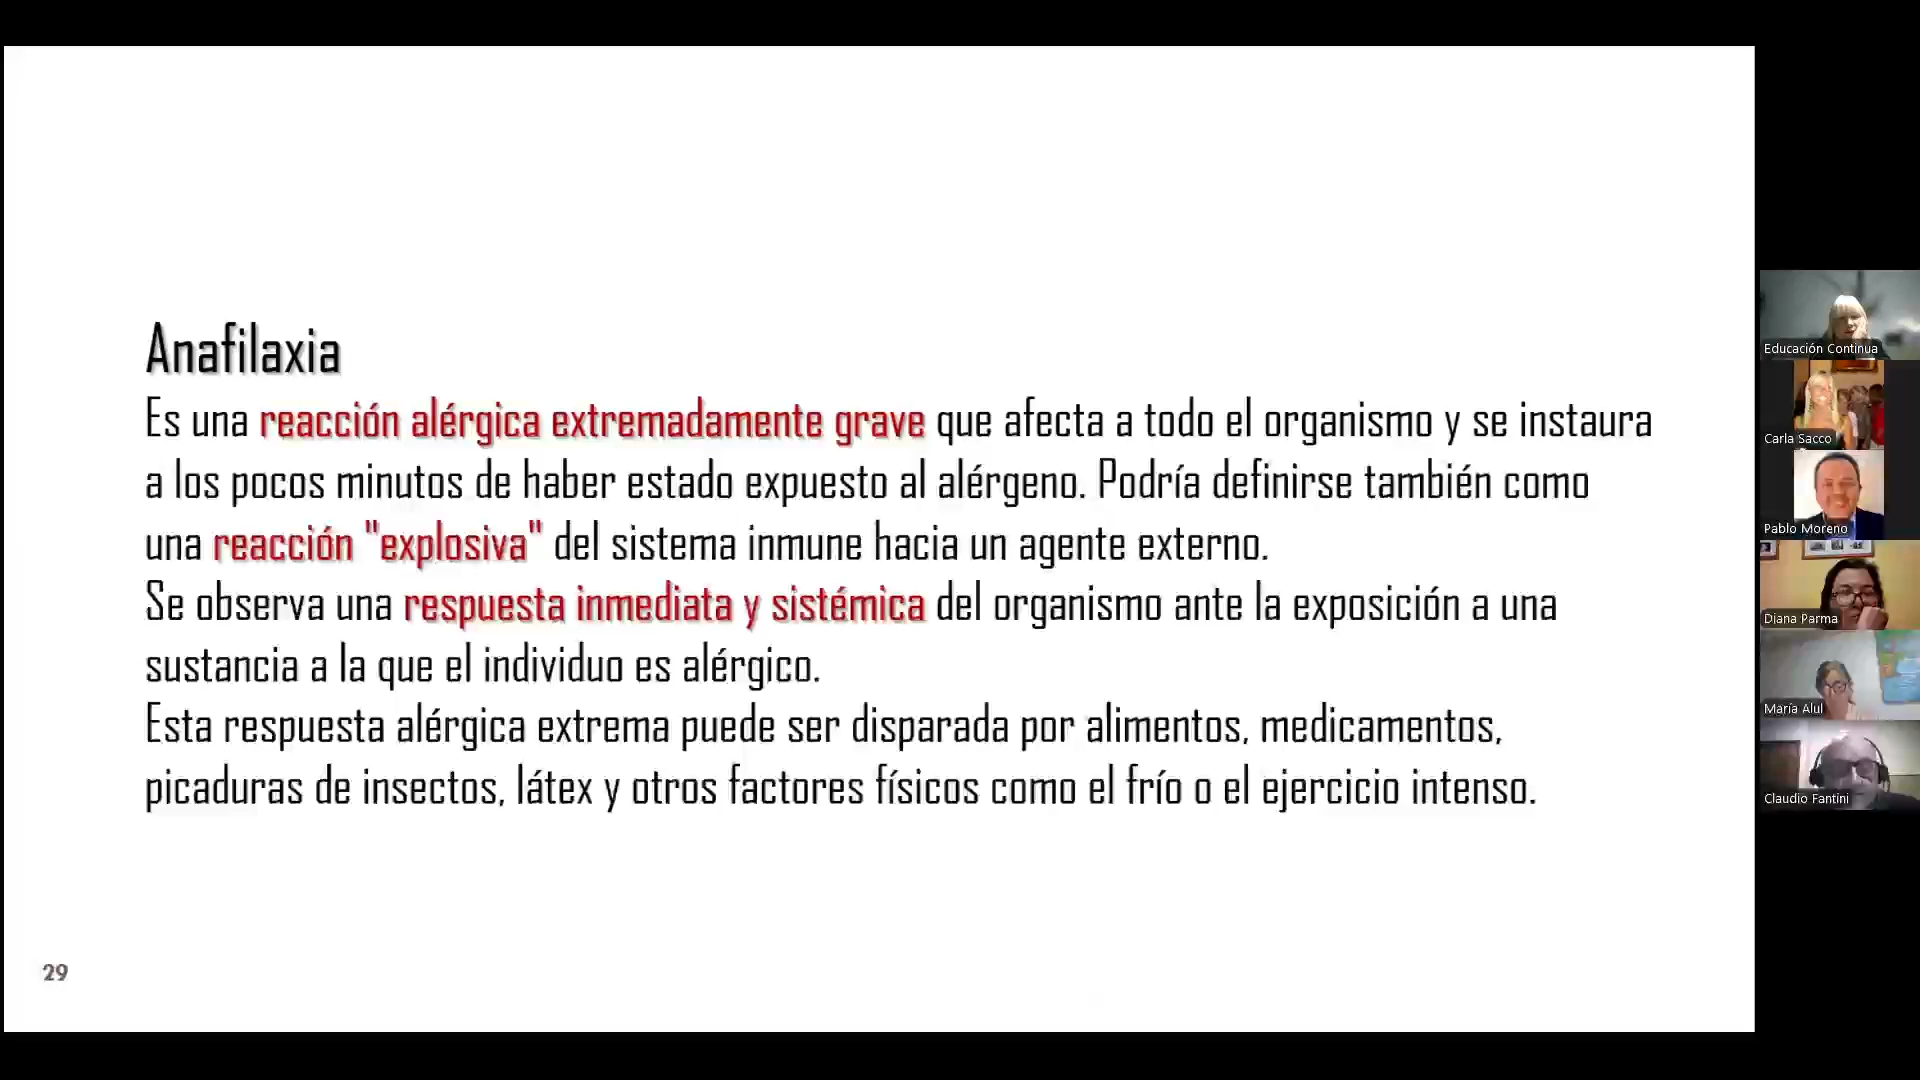 Anafilaxia
Es una reacción alérgica extremadamente grave que afecta a todo el organismo y se instaura
a los pocos minutos de haber estado expuesto al alérgeno. Podría definirse también como
una reacción "explosiva" del sistema inmune hacia un agente externo.
Se observa una respuesta inmediata y sistémica del organismo ante la exposición a una
sustancia a la que el individuo es alérgico.
Esta respuesta alérgica extrema puede ser disparada por alimentos, medicamentos,
picaduras de insectos, látex y otros factores físicos como el frío o el ejercicio intenso.
29
Educación Continua
Carla Sacco
Pablo Moreno
Diana Parma
María Alul
Claudio Fantini